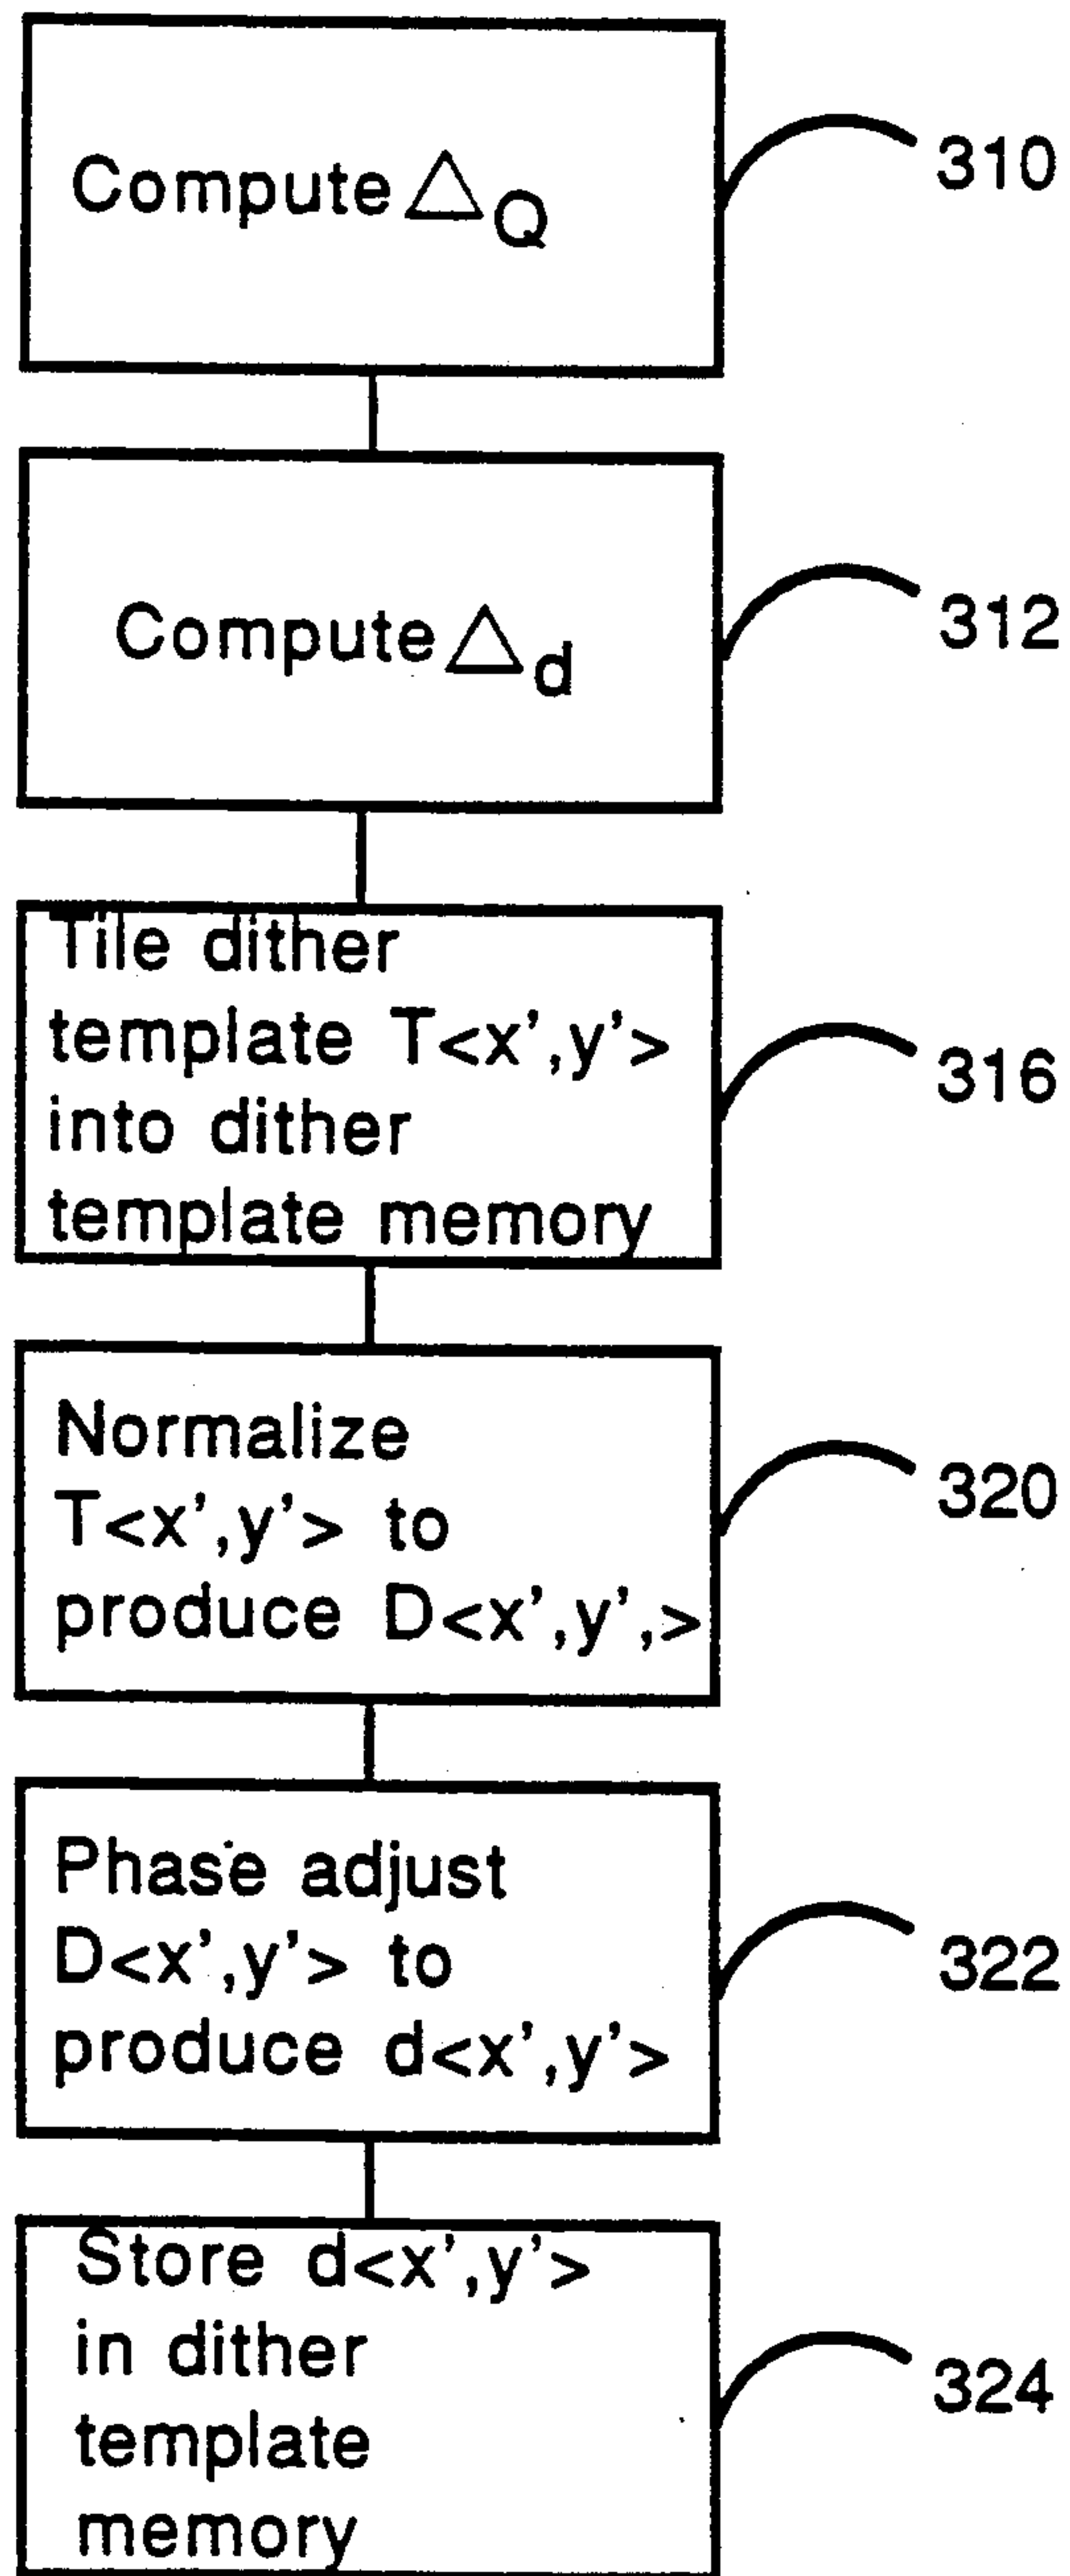 Compute △Q
310
Compute △d
312
Tile dither
template T<x',y'>
into dither
template memory
316
Normalize
T<x',y'> to
produce D<x',y',>
320
Phase adjust
D<x',y'> to
produce d<x',y'>
322
Store d<x',y'>
in dither
template
memory
324